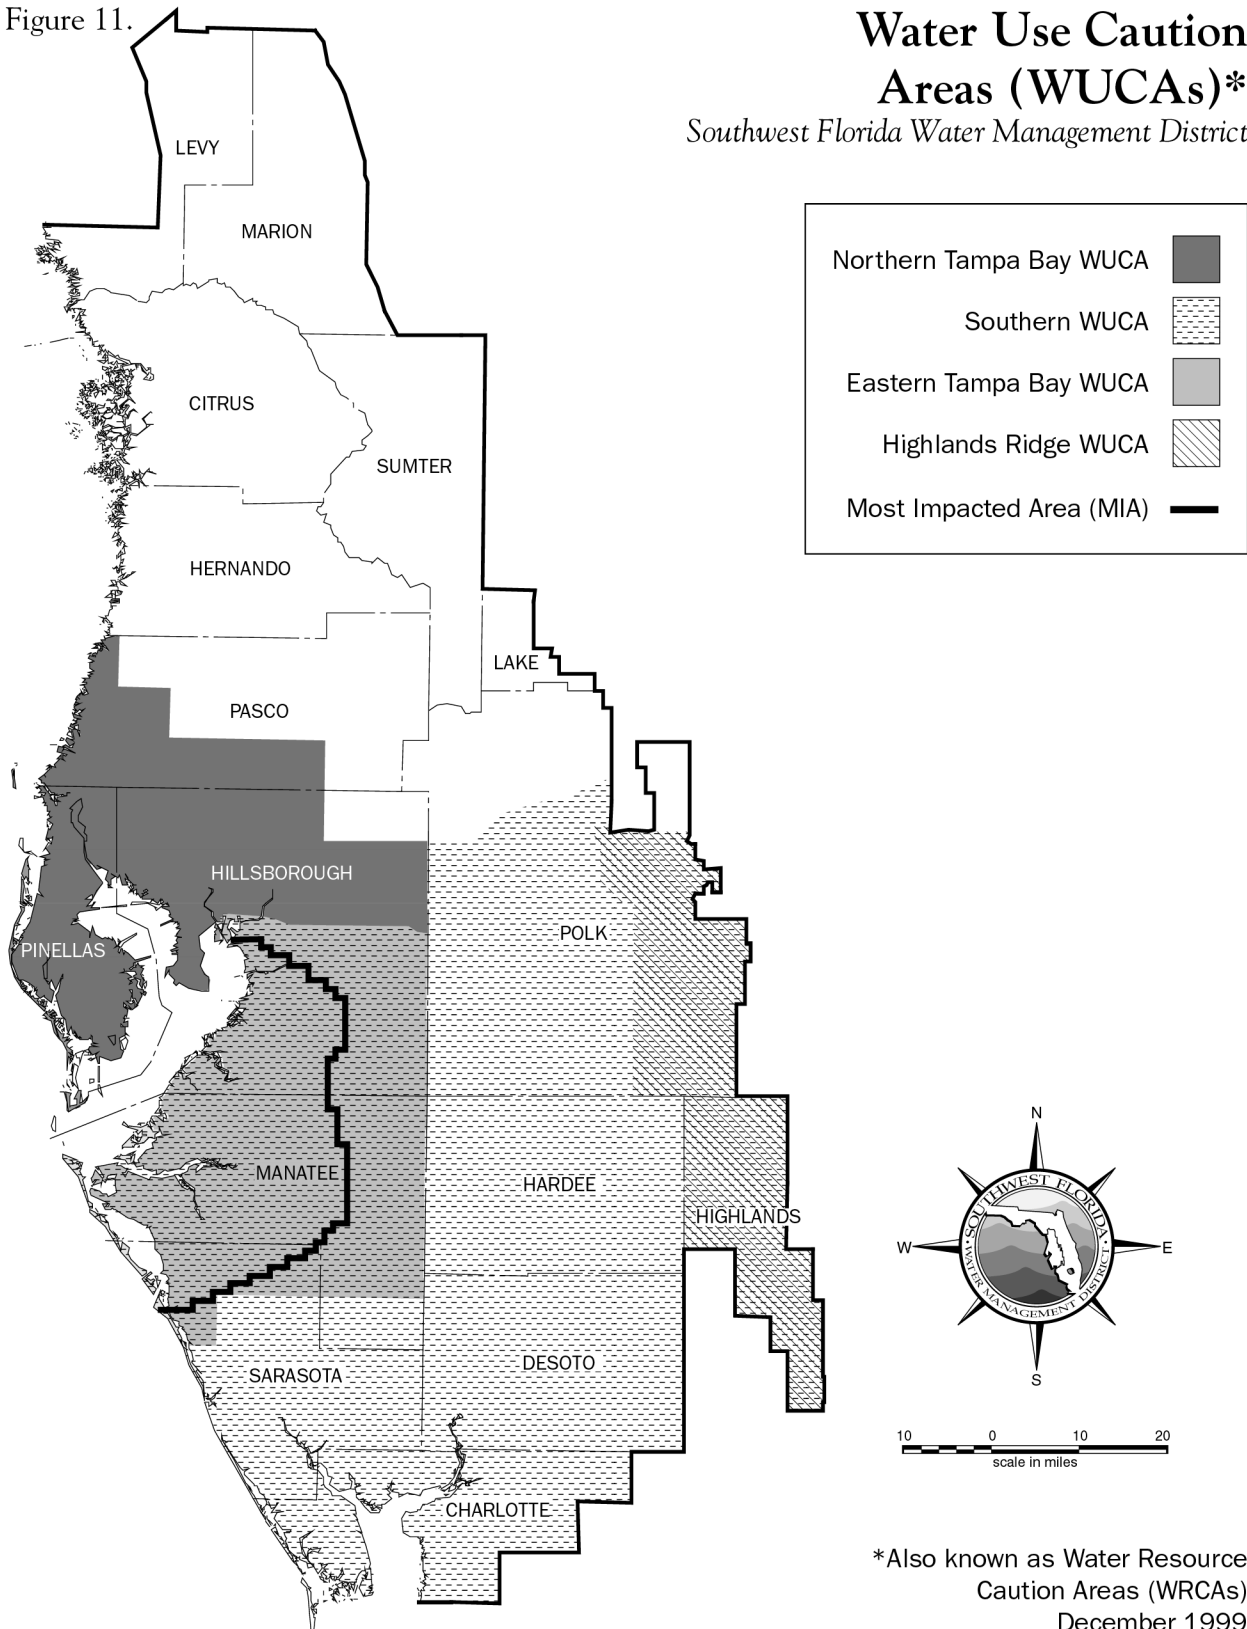 Figure 11.
Water Use Caution
Areas (WUCAs)*
Southwest Florida Water Management District
Northern Tampa Bay WUCA
Southern WUCA
Eastern Tampa Bay WUCA
Highlands Ridge WUCA
Most Impacted Area (MIA)
LEVY
MARION
CITRUS
SUMTER
HERNANDO
LAKE
PASCO
HILLSBOROUGH
POLK
PINELLAS
MANATEE
HARDEE
HIGHLANDS
DESOTO
SARASOTA
CHARLOTTE
N
W
E
S
SOUTHWEST FLORIDA
WATER MANAGEMENT DISTRICT
10 0 10 20
scale in miles
*Also known as Water Resource
Caution Areas (WRCAs)
December 1999